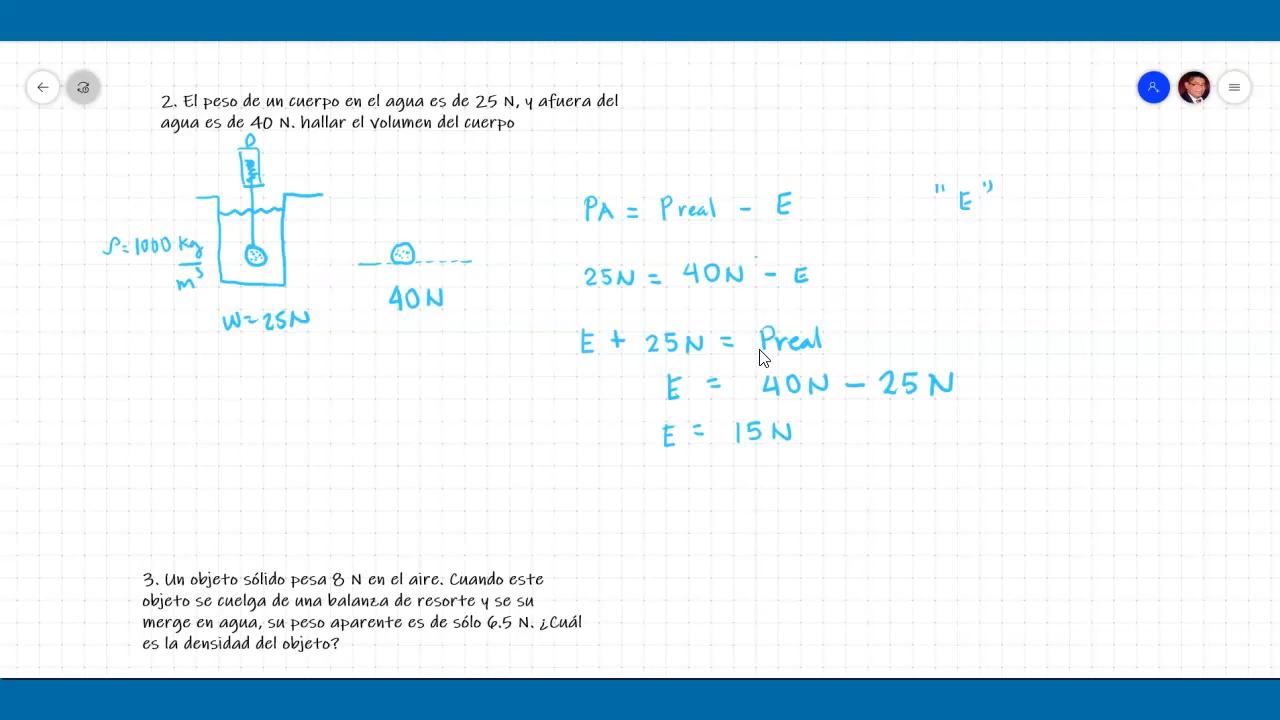 2. El peso de un cuerpo en el agua es de 25 N, y afuera del
agua es de 40 N. hallar el volumen del cuerpo
ρ = 1000 kg/m³
W = 25N
40N
PA = Preal - E
"E"
25N = 40N - E
E + 25N = Preal
E = 40N - 25N
E = 15N
3. Un objeto sólido pesa 8 N en el aire. Cuando este
objeto se cuelga de una balanza de resorte y se su
merge en agua, su peso aparente es de sólo 6.5 N. ¿Cuál
es la densidad del objeto?